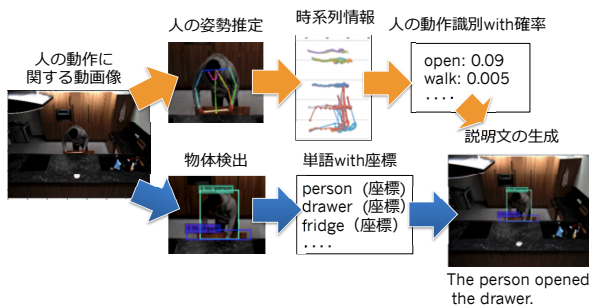 人の動作に
関する動画像
人の姿勢推定
時系列情報
人の動作識別with確率
open: 0.09
walk: 0.005
‥‥
説明文の生成
物体検出
単語with座標
person (座標)
drawer (座標)
fridge (座標)
‥‥
The person opened
the drawer.